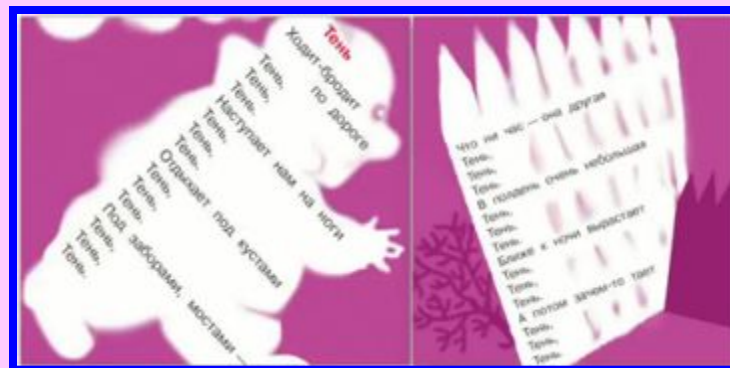 Тень
Ходит-бродит
по дороге
Тень,
Тень,
Тень,
Наступает нам на ноги
Тень,
Тень,
Тень.
Отдыхает под кустами
Тень,
Тень,
Тень,
Под заборами, мостами —
Тень,
Тень,
Тень.
Что ни час — она другая
Тень,
Тень,
Тень.
В полдень очень небольшая
Тень,
Тень,
Тень.
Ближе к ночи вырастает
Тень,
Тень,
Тень,
А потом зачем-то тает
Тень,
Тень,
Тень.